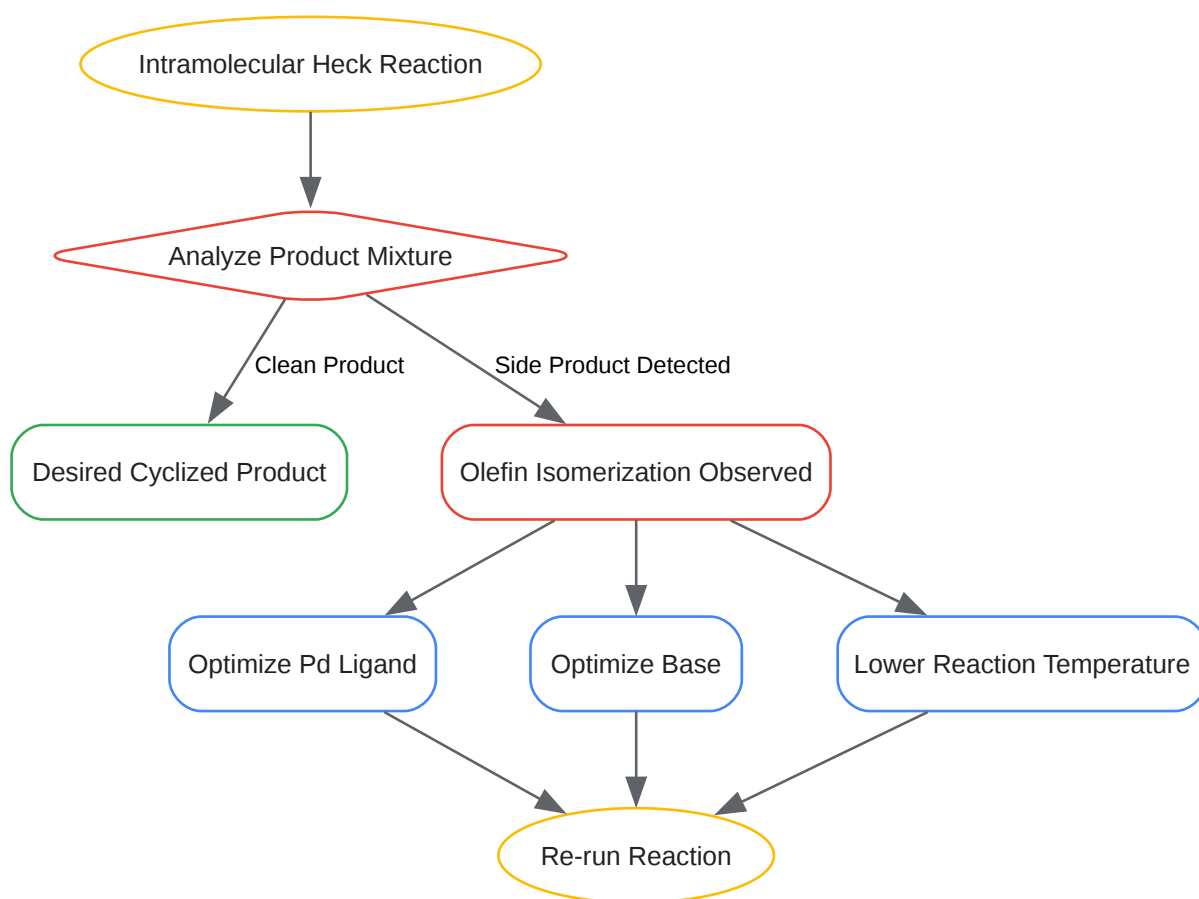 Intramolecular Heck Reaction
Analyze Product Mixture
Clean Product
Side Product Detected
Desired Cyclized Product
Olefin Isomerization Observed
Optimize Pd Ligand
Optimize Base
Lower Reaction Temperature
Re-run Reaction